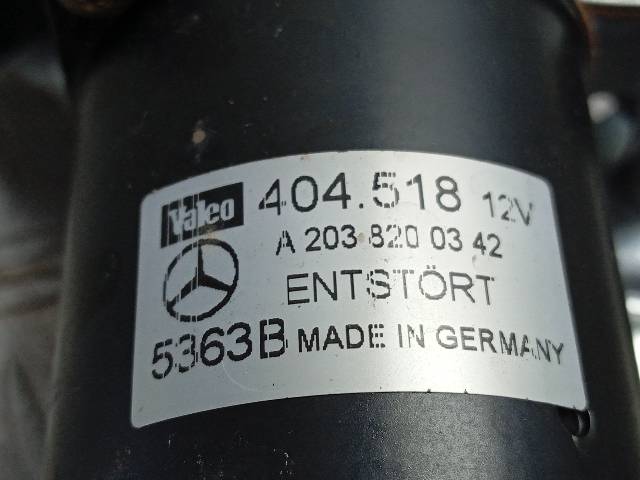 Valeo 404.518 12V
A 203 820 03 42
ENTSTÖRT
5363B MADE IN GERMANY